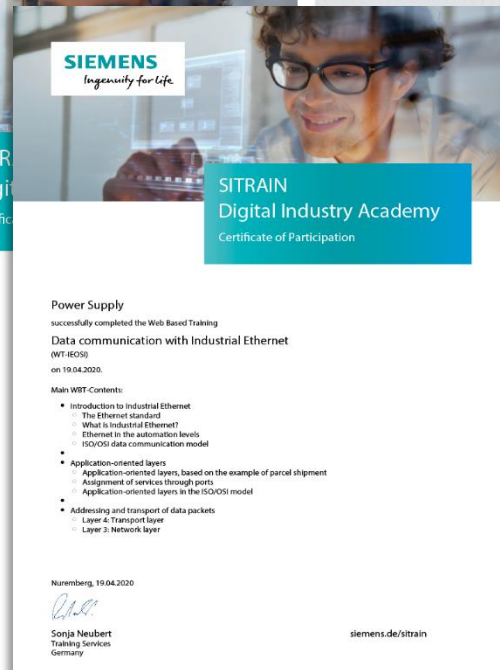 SIEMENS
Ingenuity for life
SITRAIN
Digital Industry Academy
Certificate of Participation
Power Supply
successfully completed the Web Based Training
Data communication with Industrial Ethernet
(WT-IEOSI)
on 19.04.2020.
Main WBT-Contents:
• Introduction to Industrial Ethernet
○ The Ethernet standard
○ What is Industrial Ethernet?
○ Ethernet in the automation levels
○ ISO/OSI data communication model
•
• Application-oriented layers
○ Application-oriented layers, based on the example of parcel shipment
○ Assignment of services through ports
○ Application-oriented layers in the ISO/OSI model
•
• Addressing and transport of data packets
○ Layer 4: Transport layer
○ Layer 3: Network layer
Nuremberg, 19.04.2020
Sonja Neubert
Training Services
Germany
siemens.de/sitrain